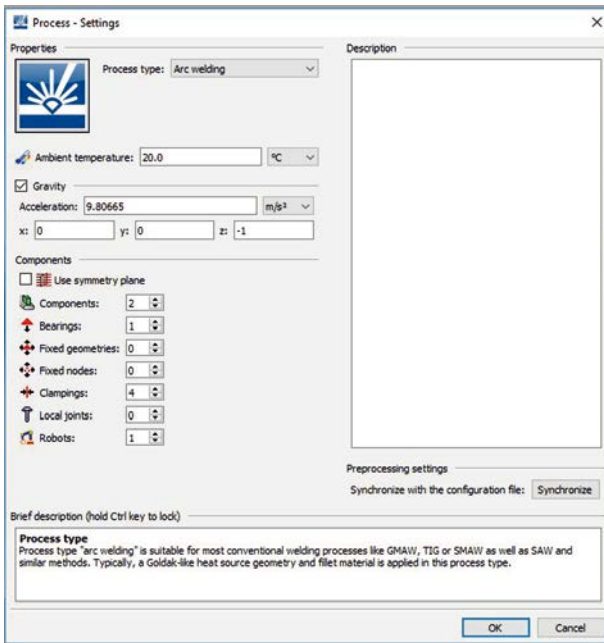 Process - Settings
Properties
Process type: Arc welding
Ambient temperature: 20.0 °C
Gravity
Acceleration: 9.80665 m/s²
x: 0 y: 0 z: -1
Components
Use symmetry plane
Components: 2
Bearings: 1
Fixed geometries: 0
Fixed nodes: 0
Clampings: 4
Local joints: 0
Robots: 1
Description
Preprocessing settings
Synchronize with the configuration file: Synchronize
Brief description (hold Ctrl key to lock)
Process type
Process type "arc welding" is suitable for most conventional welding processes like GMAW, TIG or SMAW as well as SAW and
similar methods. Typically, a Goldak-like heat source geometry and fillet material is applied in this process type.
OK Cancel